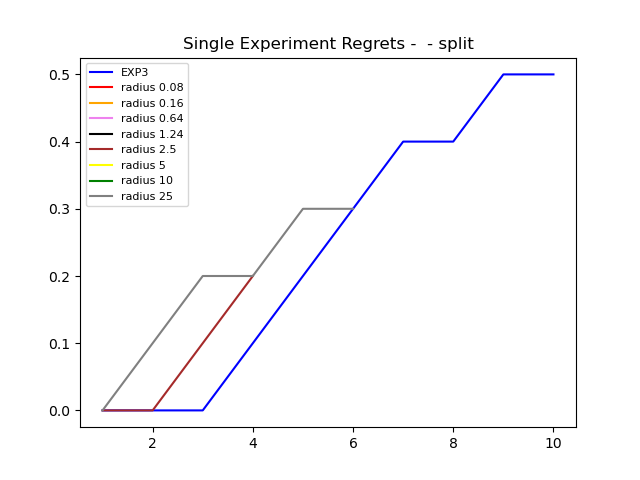 Single Experiment Regrets -  - split
EXP3
radius 0.08
radius 0.16
radius 0.64
radius 1.24
radius 2.5
radius 5
radius 10
radius 25
0.5
0.4
0.3
0.2
0.1
0.0
2 4 6 8 10